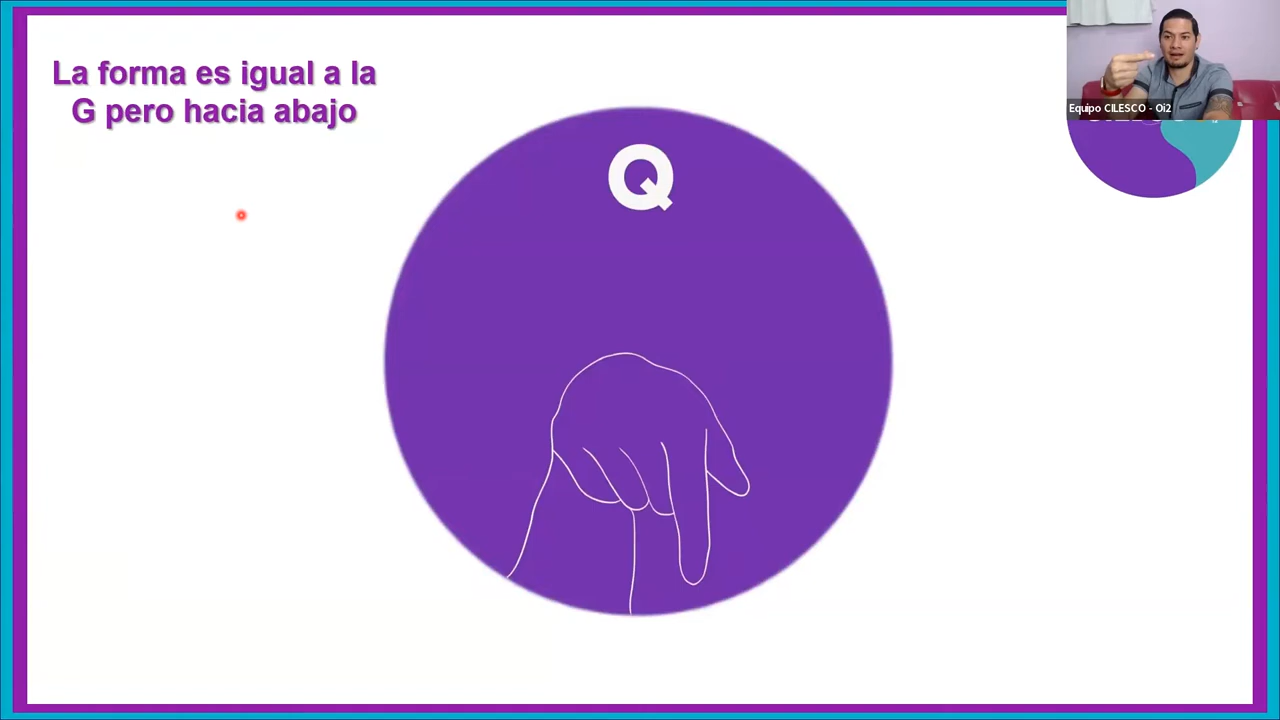 La forma es igual a la
G pero hacia abajo
Q
Equipo CILESCO - Oi2